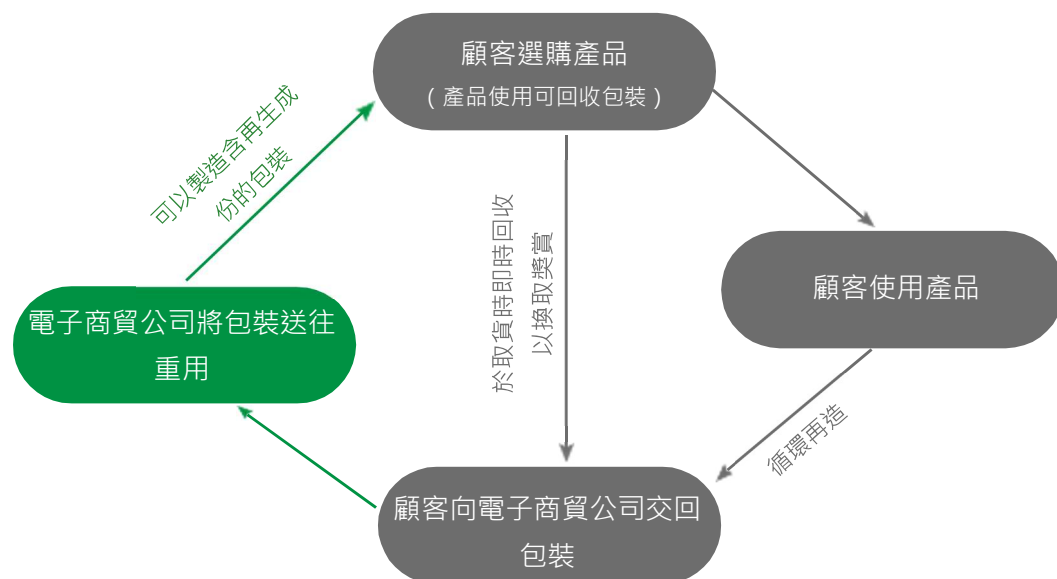 顧客選購產品
(產品使用可回收包裝)
可以製造含再生成
份的包裝
於取貨時即時回收
以換取獎賞
顧客使用產品
電子商貿公司將包裝送往
重用
循環再造
顧客向電子商貿公司交回
包裝